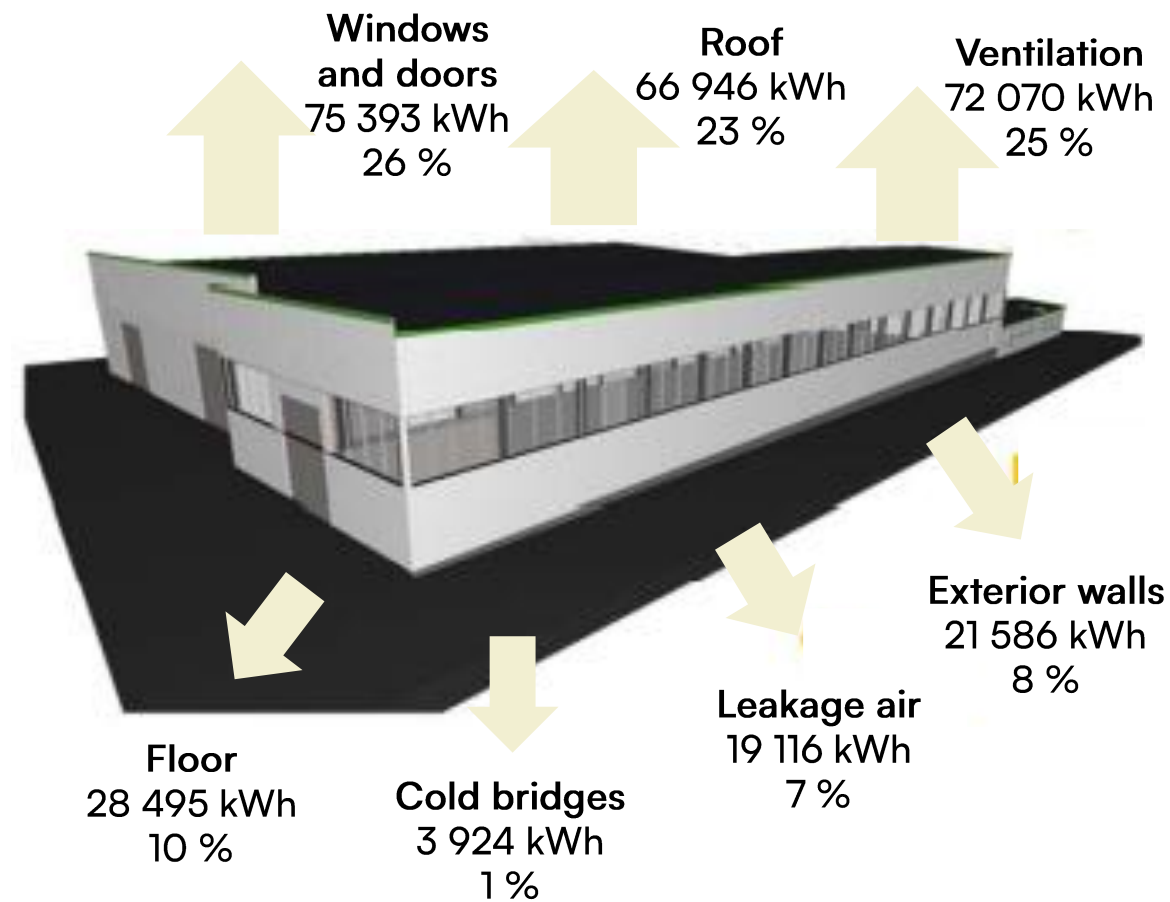 Windows
and doors
75 393 kWh
26 %
Roof
66 946 kWh
23 %
Ventilation
72 070 kWh
25 %
Exterior walls
21 586 kWh
8 %
Leakage air
19 116 kWh
7 %
Floor
28 495 kWh
10 %
Cold bridges
3 924 kWh
1 %